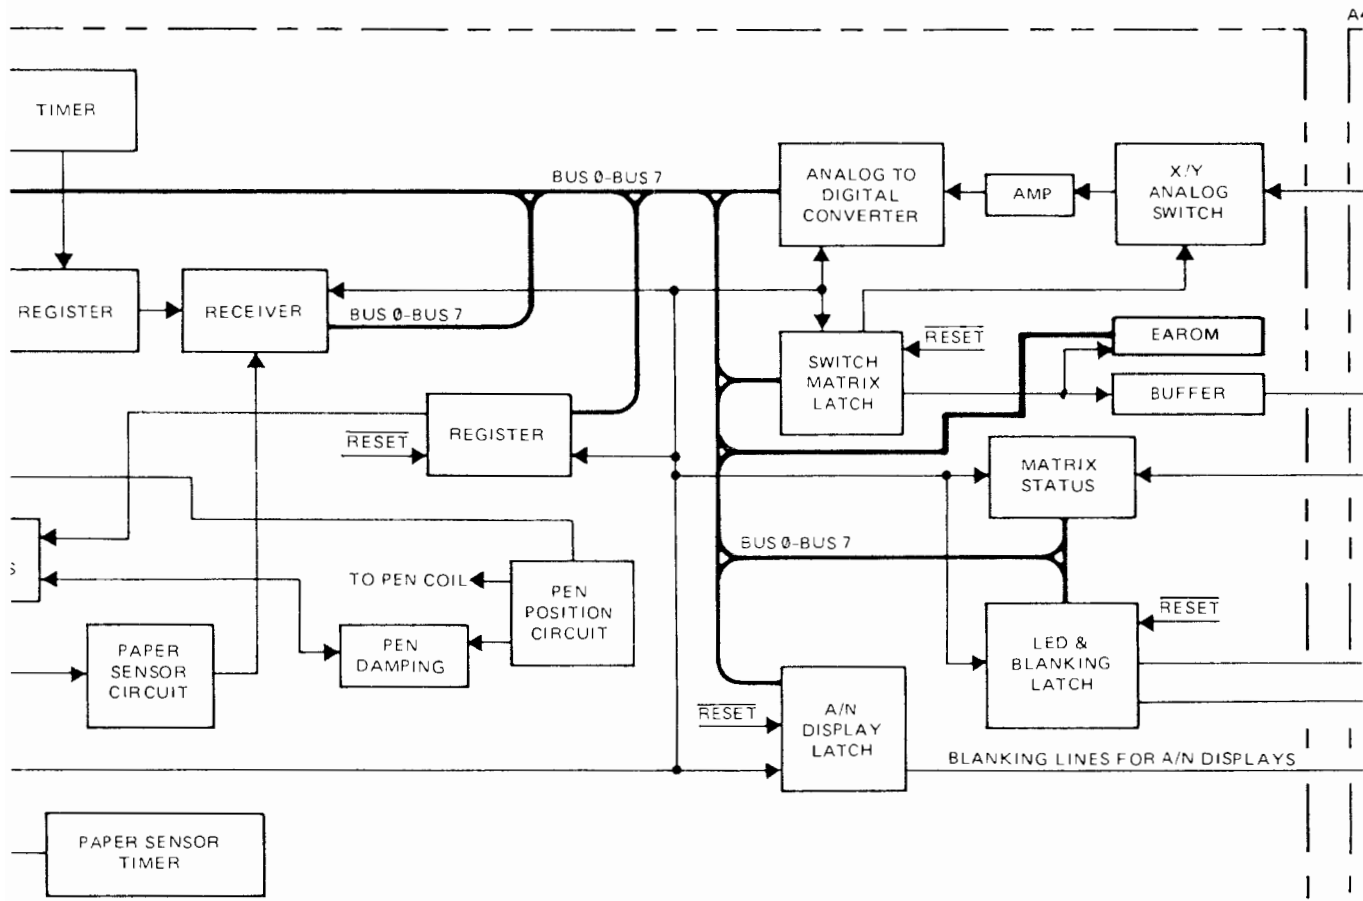 A4
TIMER
BUS 0-BUS 7
ANALOG TO
DIGITAL
CONVERTER
AMP
X/Y
ANALOG
SWITCH
REGISTER
RECEIVER
BUS 0-BUS 7
RESET
SWITCH
MATRIX
LATCH
EAROM
BUFFER
RESET
REGISTER
MATRIX
STATUS
BUS 0-BUS 7
S
TO PEN COIL
PEN
POSITION
CIRCUIT
PEN
DAMPING
PAPER
SENSOR
CIRCUIT
RESET
LED &
BLANKING
LATCH
RESET
A/N
DISPLAY
LATCH
BLANKING LINES FOR A/N DISPLAYS
PAPER SENSOR
TIMER